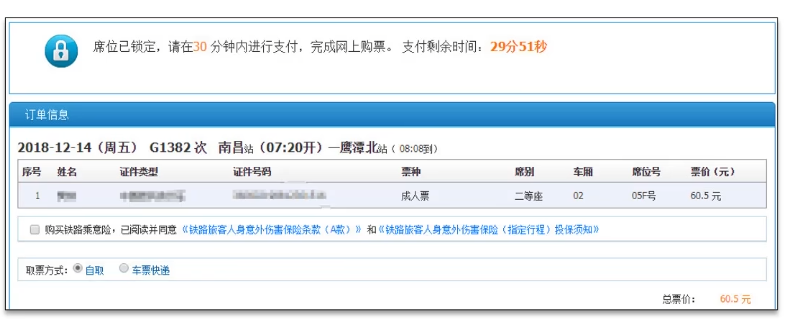 席位已锁定，请在30 分钟内进行支付，完成网上购票。 支付剩余时间：29分51秒
订单信息
2018-12-14（周五） G1382 次 南昌站（07:20开）—鹰潭北站（ 08:08到）
序号 姓名 证件类型 证件号码 票种 席别 车厢 席位号 票价（元）
1 成人票 二等座 02 05F号 60.5 元
购买铁路乘意险，已阅读并同意《铁路旅客人身意外伤害保险条款（A款）》 和《铁路旅客人身意外伤害保险（指定行程）投保须知》
取票方式： 自取 车票快递
总票价： 60.5 元